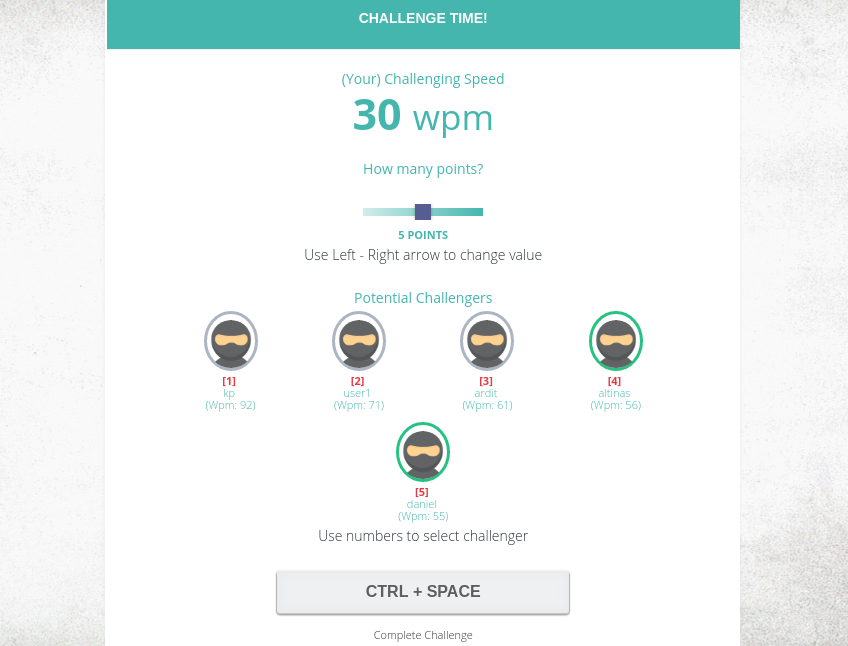 CHALLENGE TIME!
(Your) Challenging Speed
30 wpm
How many points?
5 POINTS
Use Left - Right arrow to change value
Potential Challengers
[1] [2] [3] [4]
kp user1 ardit altinas
(Wpm: 92) (Wpm: 71) (Wpm: 61) (Wpm: 56)
[5]
daniel
(Wpm: 55)
Use numbers to select challenger
CTRL + SPACE
Complete Challenge